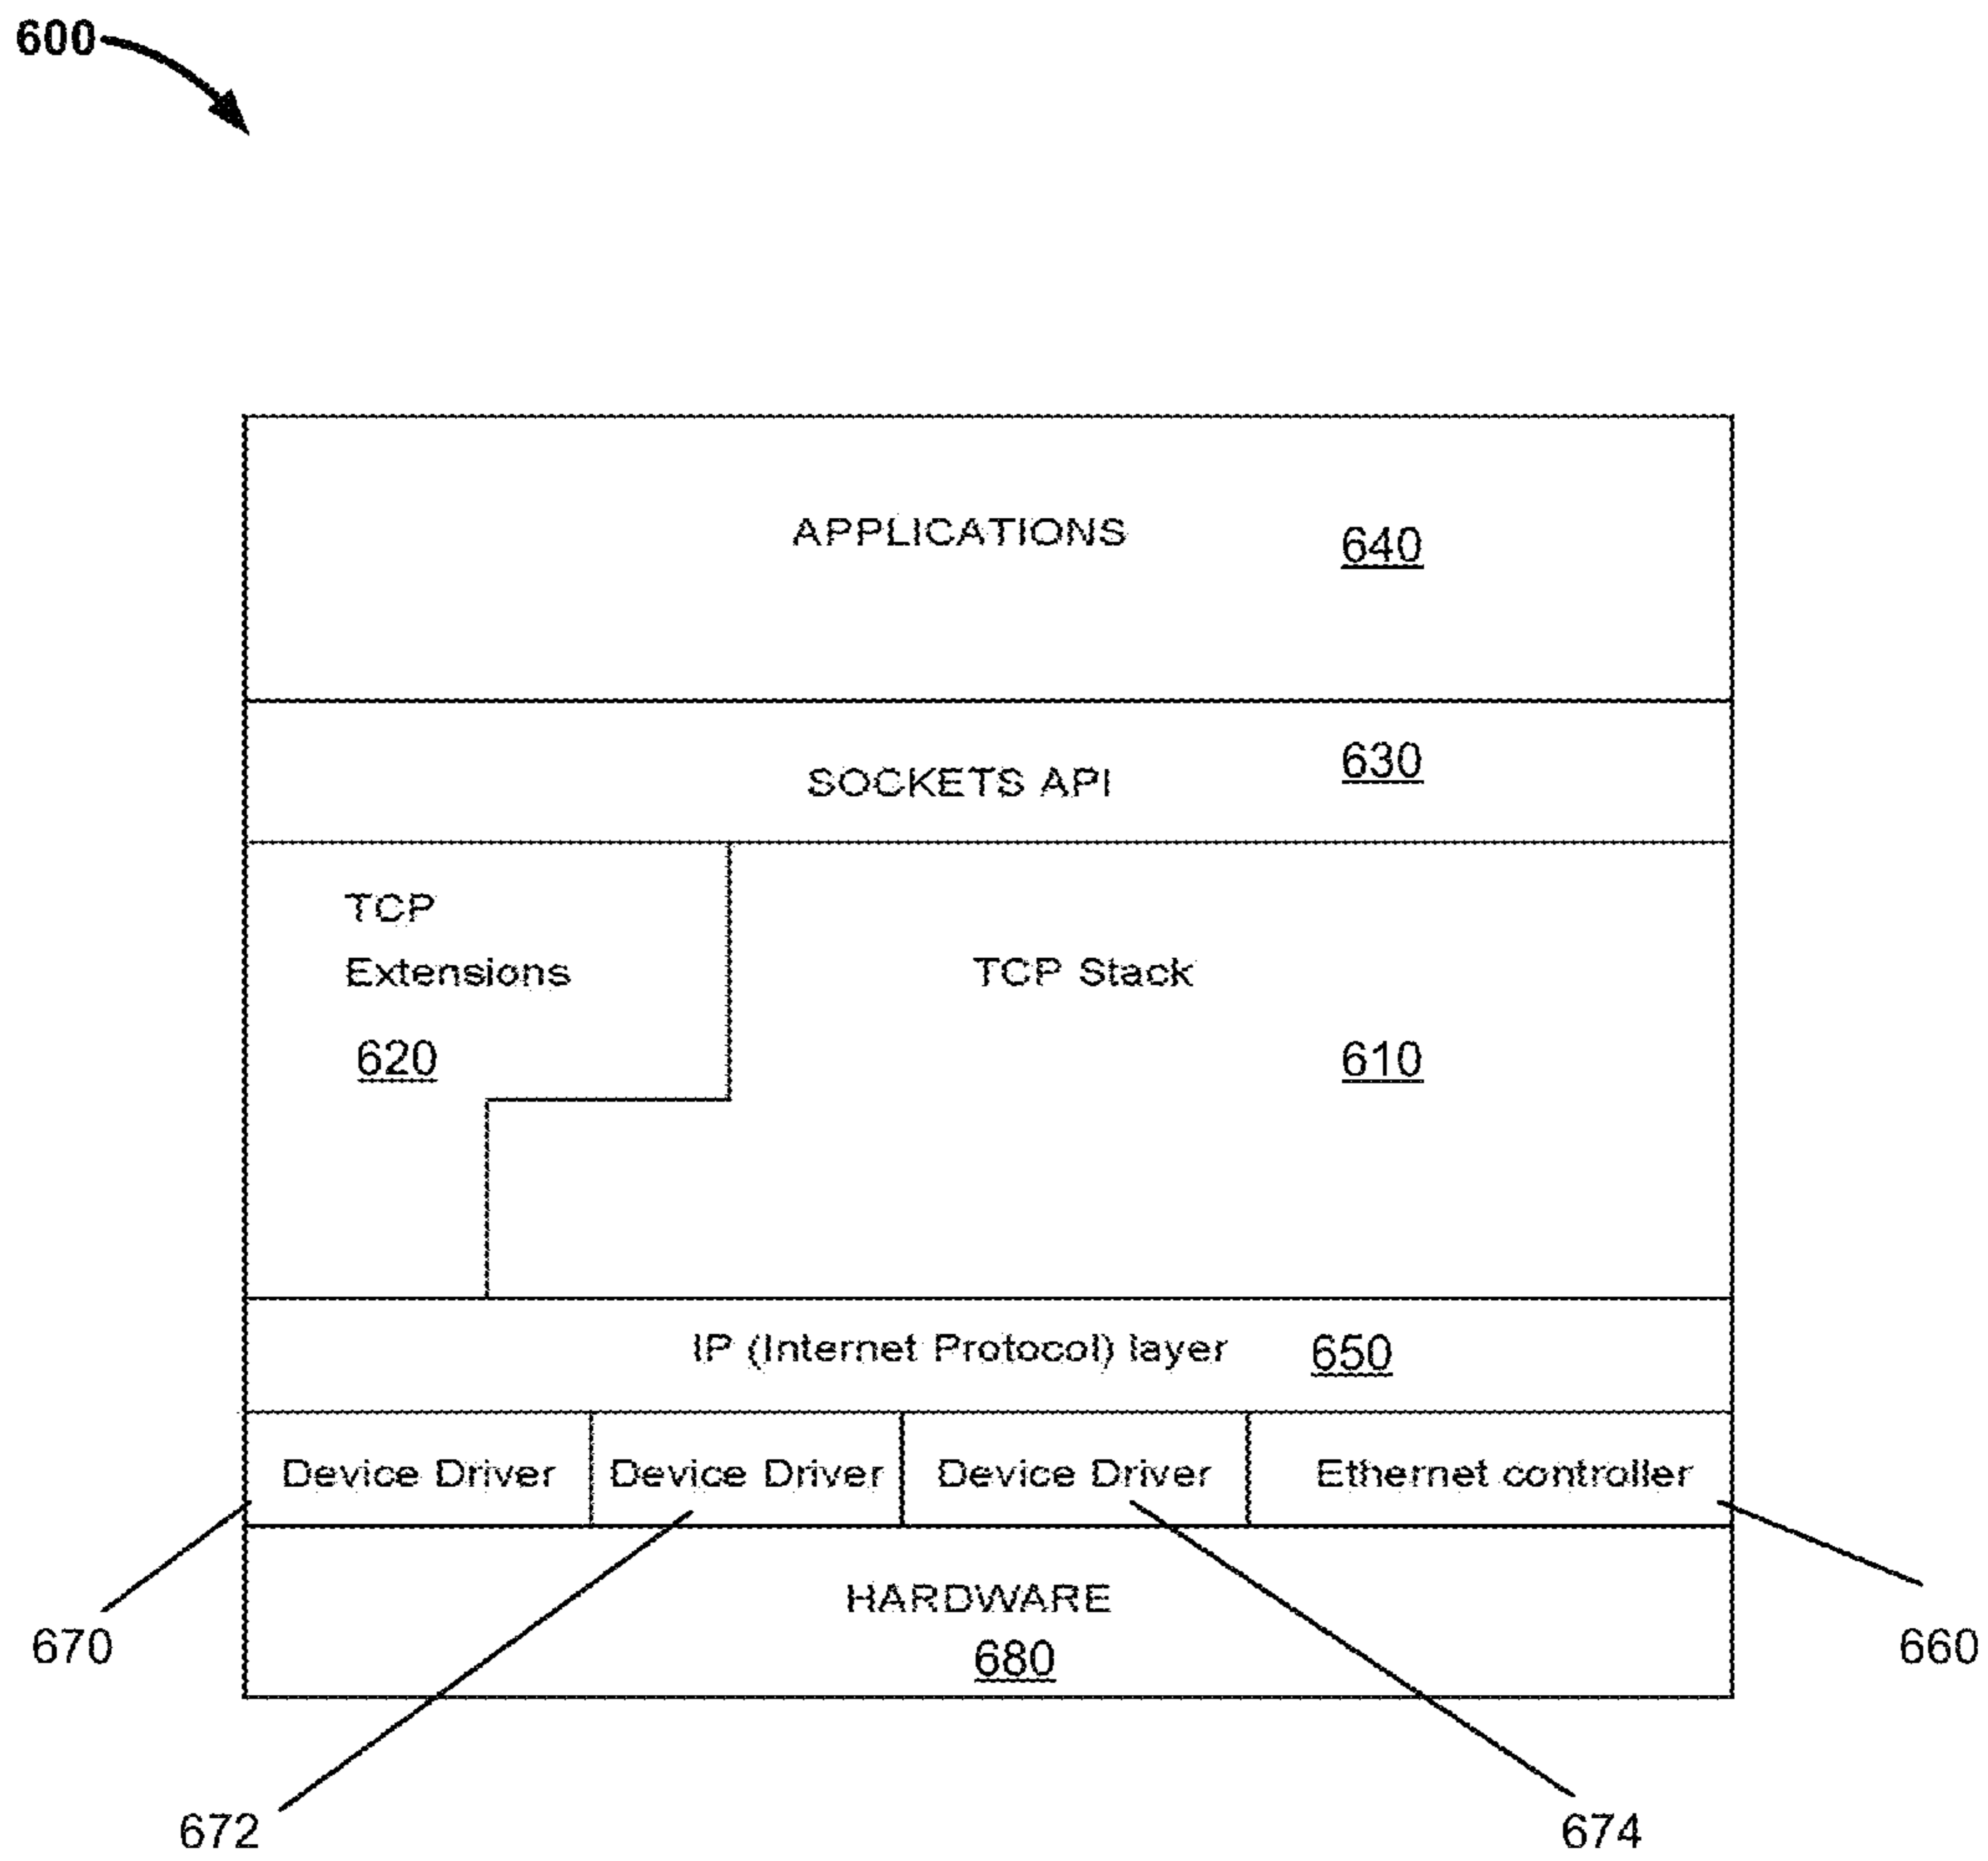 600
APPLICATIONS 640
SOCKETS API 630
TCP
Extensions
620
TCP Stack
610
IP (Internet Protocol) layer 650
Device Driver Device Driver Device Driver Ethernet controller
HARDWARE
680
670
660
672
674